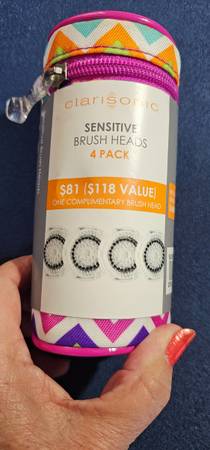 clarisonic
SENSITIVE
BRUSH HEADS
4 PACK
$81 ($118 VALUE)
ONE COMPLIMENTARY BRUSH HEAD